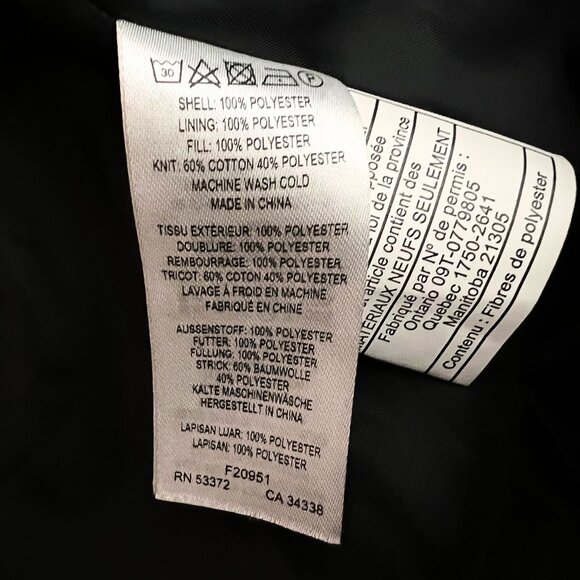 30
P
SHELL: 100% POLYESTER
LINING: 100% POLYESTER
FILL: 100% POLYESTER
KNIT: 60% COTTON 40% POLYESTER
MACHINE WASH COLD
MADE IN CHINA
TISSU EXTÉRIEUR: 100% POLYESTER
DOUBLURE: 100% POLYESTER
REMBOURRAGE: 100% POLYESTER
TRICOT: 60% COTON 40% POLYESTER
LAVAGE À FROID EN MACHINE
FABRIQUÉ EN CHINE
AUSSENSTOFF: 100% POLYESTER
FUTTER: 100% POLYESTER
FÜLLUNG: 100% POLYESTER
STRICK: 60% BAUMWOLLE
40% POLYESTER
KALTE MASCHINENWÄSCHE
HERGESTELLT IN CHINA
LAPISAN LUAR: 100% POLYESTER
LAPISAN: 100% POLYESTER
F20951
RN 53372 CA 34338
loi de la province
article contient des
MATÉRIAUX NEUFS SEULEMENT
Fabriqué par N° de permis :
Ontario 09T-0779805
Quebec 1750-2641
Manitoba 21305
Contenu : Fibres de polyester